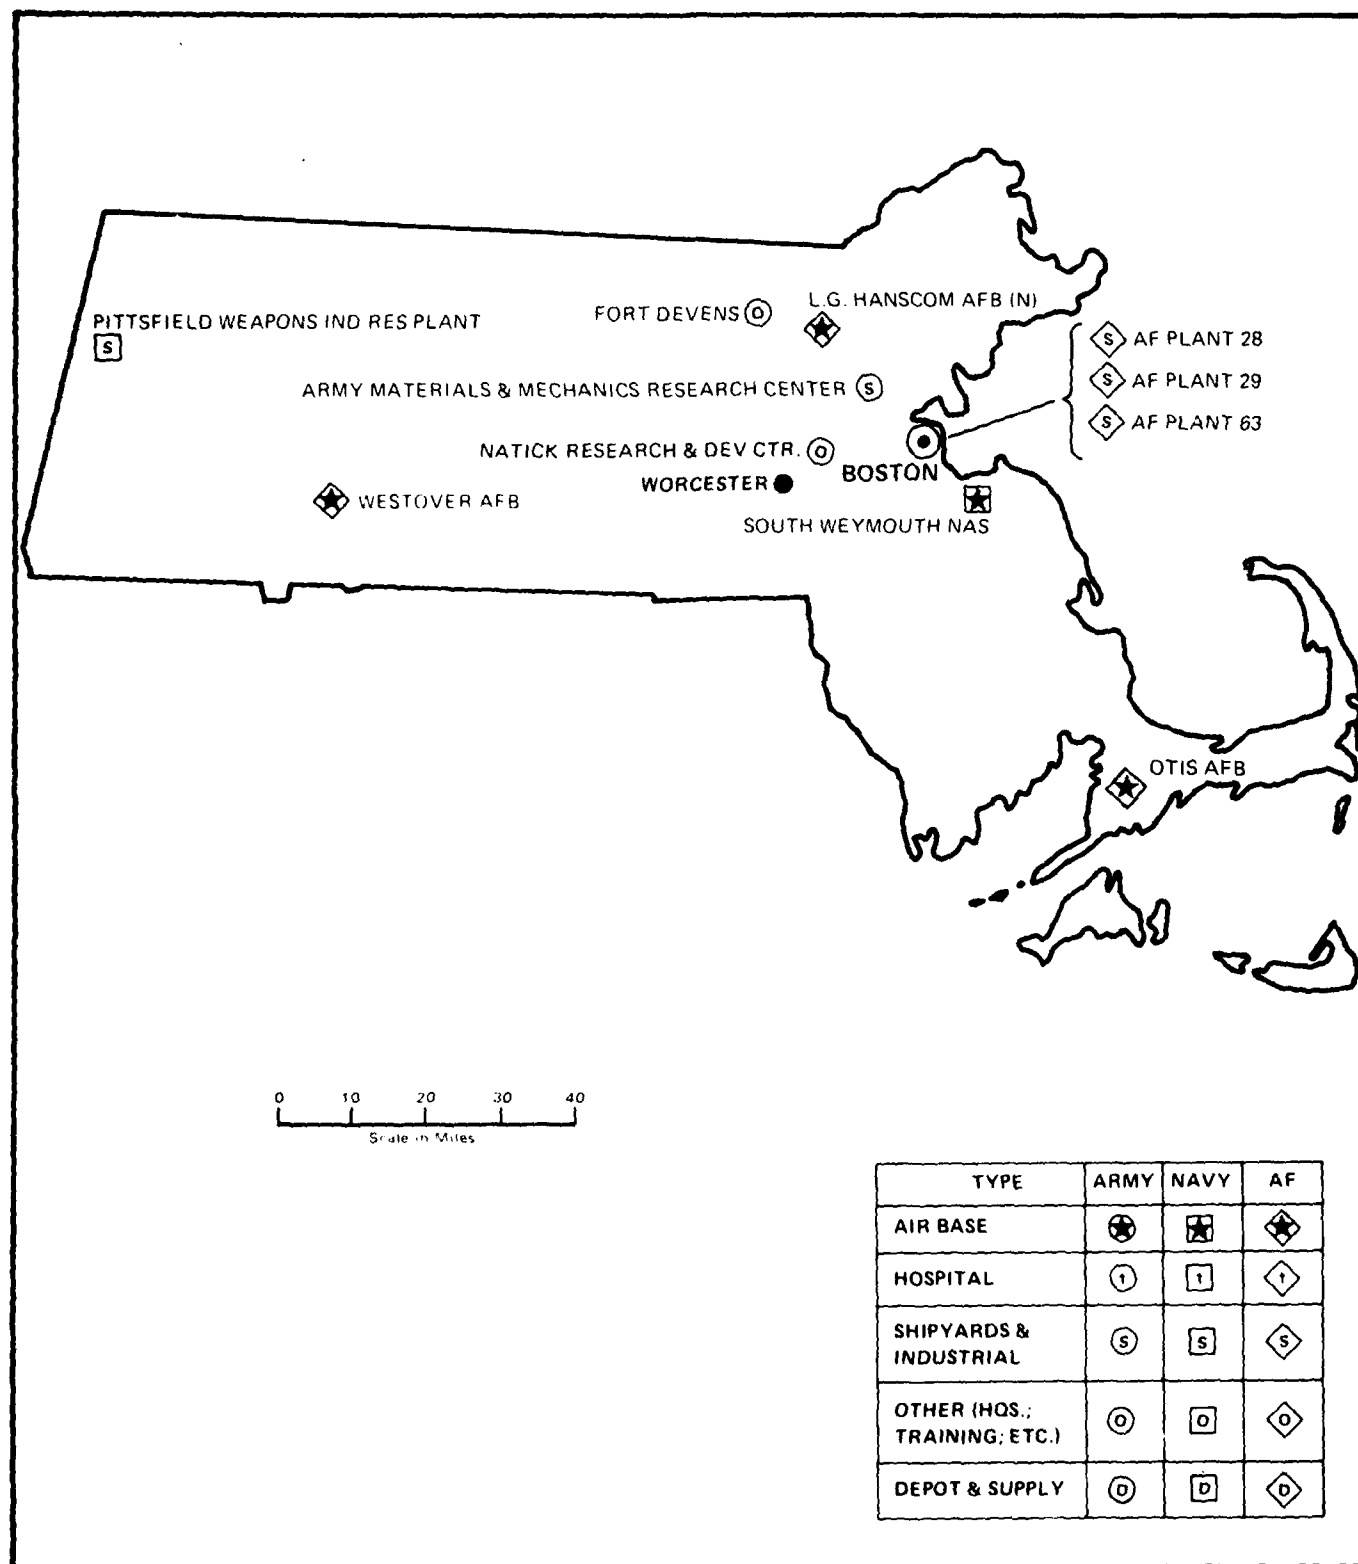 L.G. HANSCOM AFB (N)
FORT DEVENS O
PITTSFIELD WEAPONS IND RES PLANT
S
S AF PLANT 28
S AF PLANT 29
S AF PLANT 63
ARMY MATERIALS & MECHANICS RESEARCH CENTER S
NATICK RESEARCH & DEV CTR. O
BOSTON
WORCESTER
WESTOVER AFB
SOUTH WEYMOUTH NAS
OTIS AFB
0 10 20 30 40
Scale in Miles
TYPE ARMY NAVY AF
AIR BASE
HOSPITAL t t t
SHIPYARDS &
INDUSTRIAL S S S
OTHER (HQS.;
TRAINING; ETC.) O O O
DEPOT & SUPPLY D D D